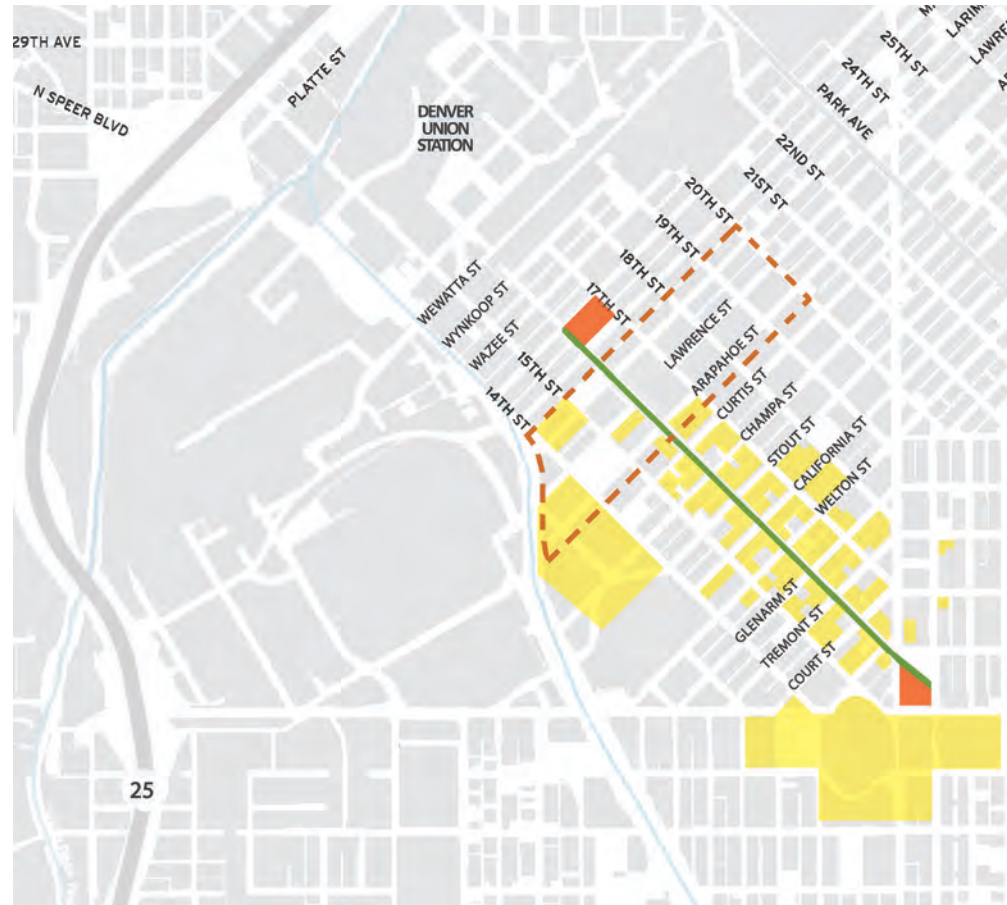 29TH AVE
N SPEER BLVD
PLATTE ST
DENVER
UNION
STATION
LARIM
LAWRE
25TH ST
24TH ST
PARK AVE
22ND ST
21ST ST
20TH ST
19TH ST
18TH ST
17TH ST
15TH ST
14TH ST
WEWATTA ST
WYNKOOP ST
WAZEE ST
LAWRENCE ST
ARAPAHOE ST
CURTIS ST
CHAMPA ST
STOUT ST
CALIFORNIA ST
WELTON ST
GLENARM ST
TREMONT ST
COURT ST
25